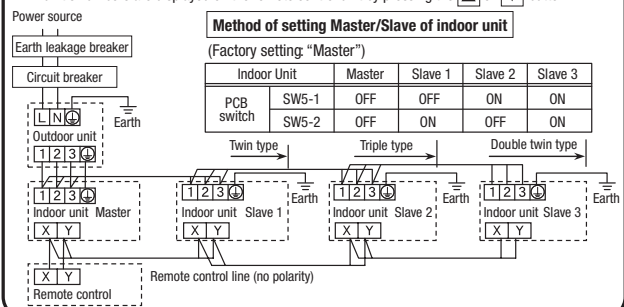 Power source
Method of setting Master/Slave of indoor unit
Earth leakage breaker
(Factory setting: “Master”)
Circuit breaker
Indoor Unit Master Slave 1 Slave 2 Slave 3
PCB switch SW5-1 OFF OFF ON ON
SW5-2 OFF ON OFF ON
L N
Earth
Outdoor unit
1 2 3
Twin type Triple type Double twin type
1 2 3
Indoor unit Master
X Y
1 2 3 Earth
Indoor unit Slave 1
X Y
1 2 3 Earth
Indoor unit Slave 2
X Y
1 2 3 Earth
Indoor unit Slave 3
X Y
X Y
Remote control line (no polarity)
Remote control